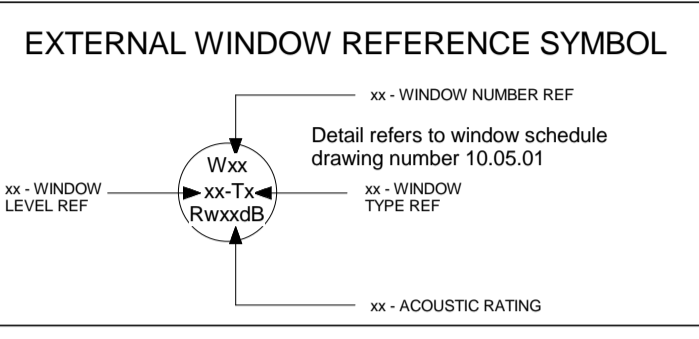 EXTERNAL WINDOW REFERENCE SYMBOL
xx - WINDOW NUMBER REF
Detail refers to window schedule
drawing number 10.05.01
Wxx
xx-Tx
RwxxdB
xx - WINDOW
LEVEL REF
xx - WINDOW
TYPE REF
xx - ACOUSTIC RATING